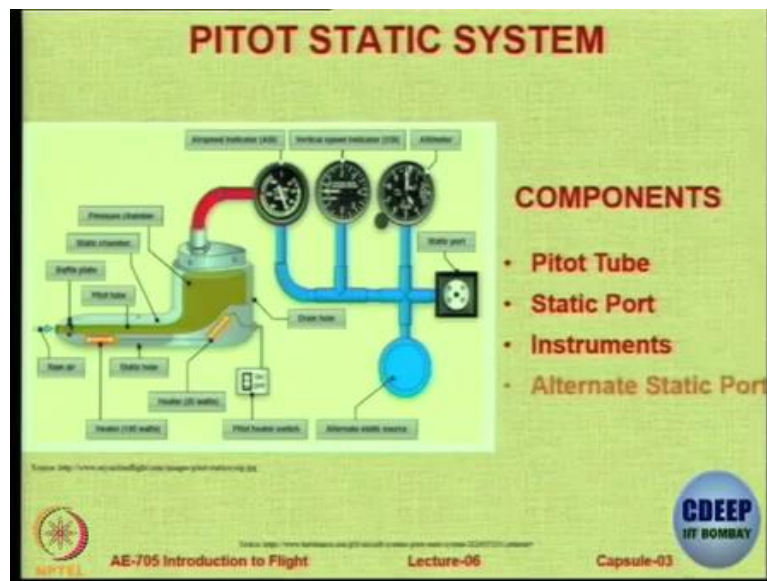 PITOT STATIC SYSTEM
Airspeed Indicator (ASI)
Vertical speed Indicator (VSI)
Altimeter
Pressure chamber
Static chamber
Baffle plate
Pitot tube
Static port
Drain hole
Ram air
Static hole
ON
OFF
Heater (35 watts)
Heater (100 watts)
Pitot heater switch
Alternate static source
COMPONENTS
• Pitot Tube
• Static Port
• Instruments
• Alternate Static Port
CDEEP
IIT BOMBAY
NPTEL
AE-705 Introduction to Flight
Lecture-06
Capsule-03